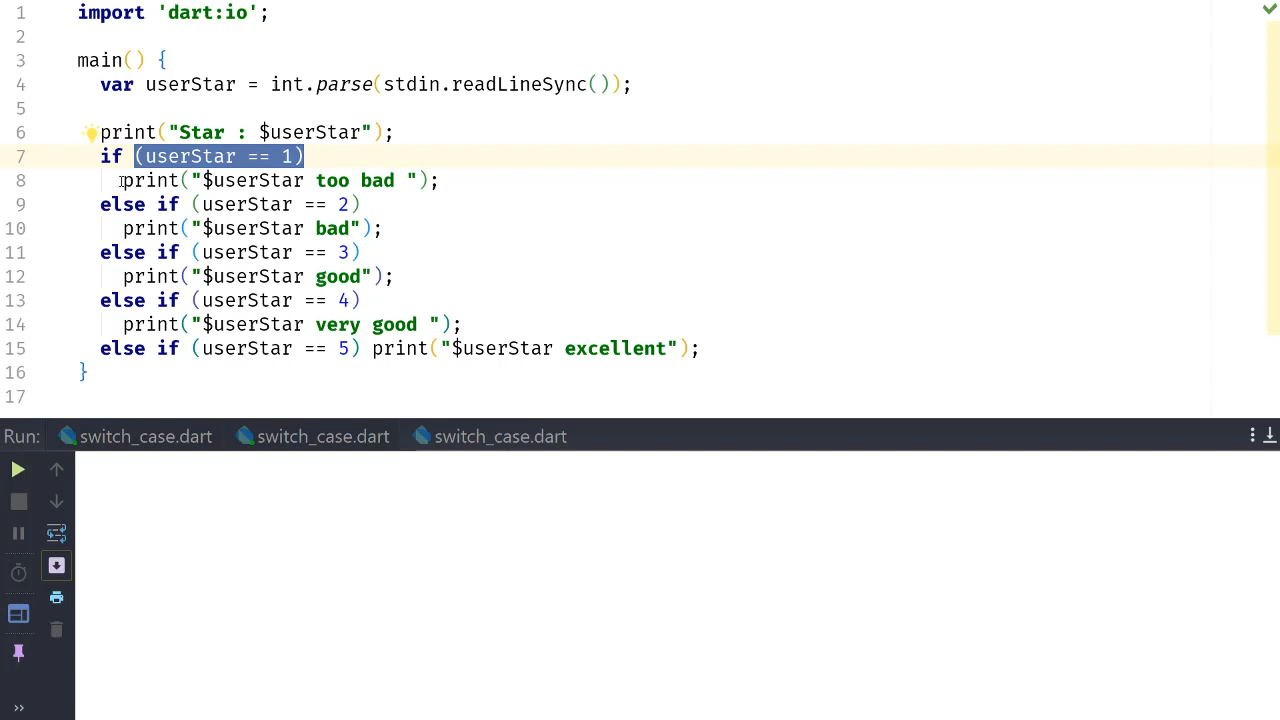 1 import 'dart:io';
2
3 main() {
4 var userStar = int.parse(stdin.readLineSync());
5
6 print("Star : $userStar");
7 if (userStar == 1)
8 print("$userStar too bad ");
9 else if (userStar == 2)
10 print("$userStar bad");
11 else if (userStar == 3)
12 print("$userStar good");
13 else if (userStar == 4)
14 print("$userStar very good ");
15 else if (userStar == 5) print("$userStar excellent");
16 }
17
Run: switch_case.dart switch_case.dart switch_case.dart